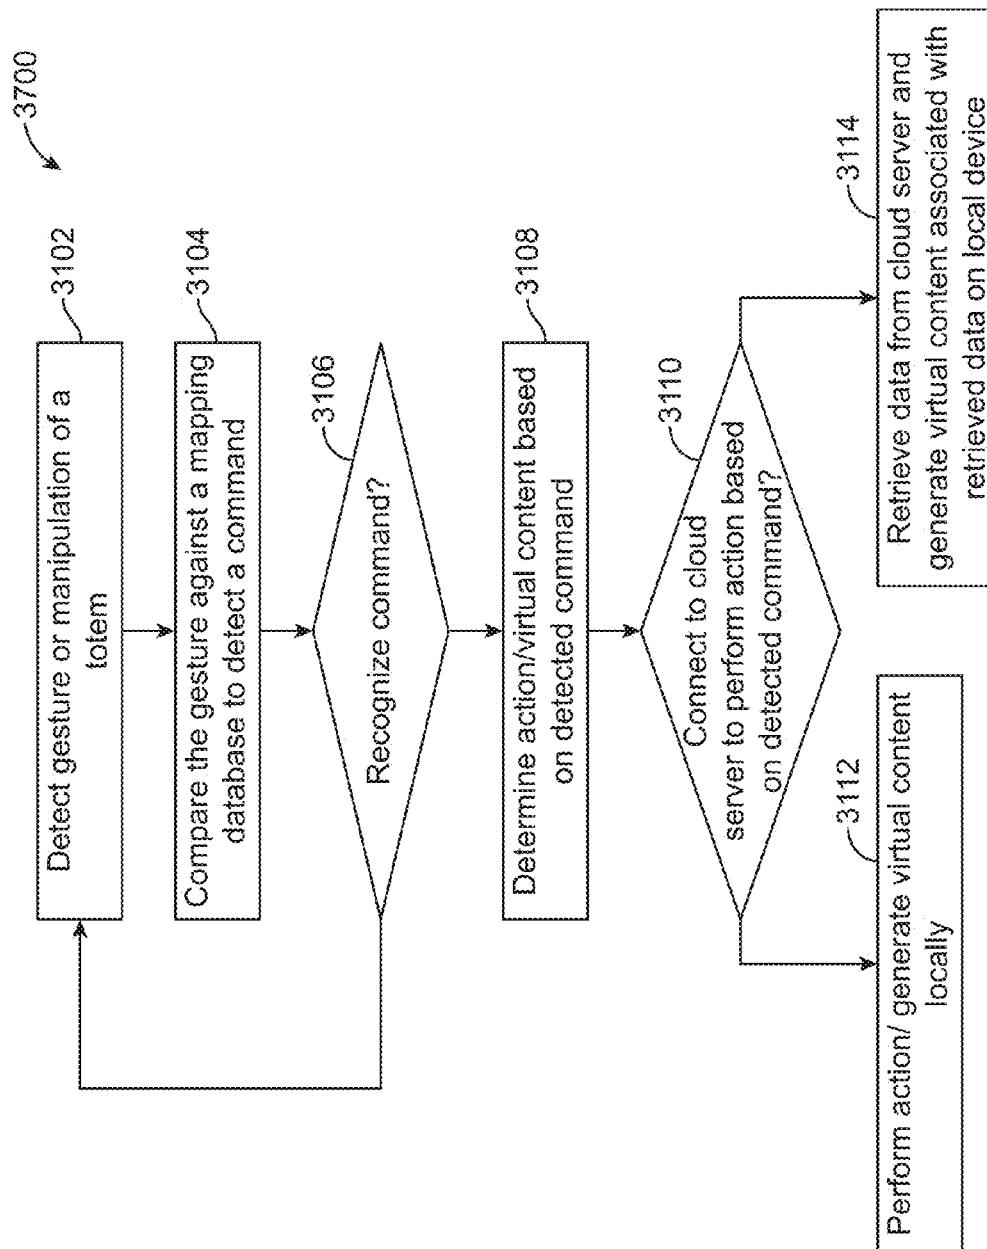 3700
Detect gesture or manipulation of a
totem
3102
Compare the gesture against a mapping
database to detect a command
3104
Recognize command?
3106
Determine action/virtual content based
on detected command
3108
Connect to cloud
server to perform action based
on detected command?
3110
Perform action/ generate virtual content
locally
3112
Retrieve data from cloud server and
generate virtual content associated with
retrieved data on local device
3114